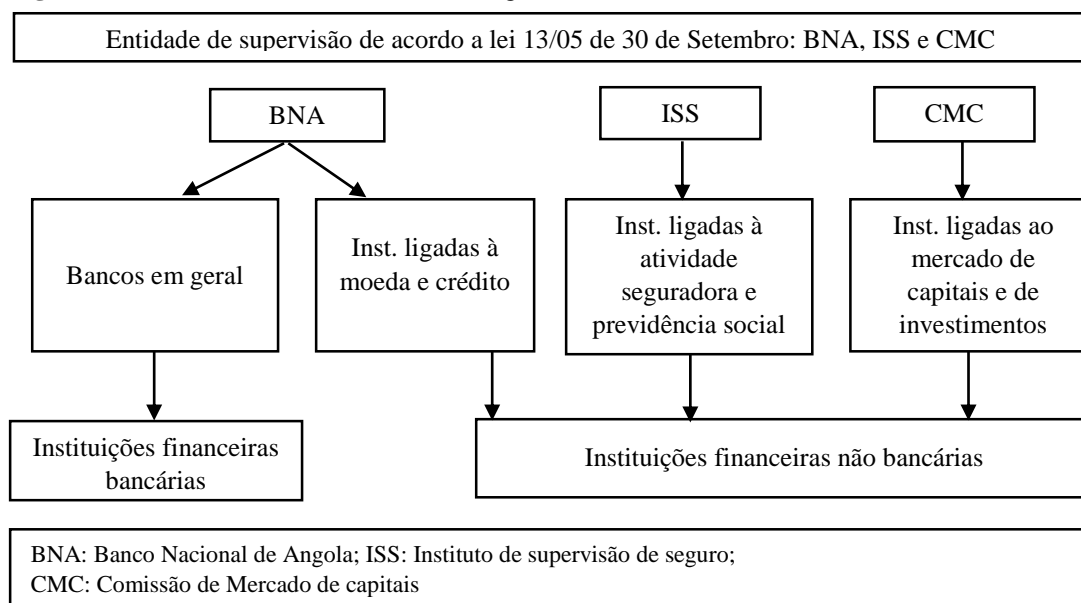 Entidade de supervisão de acordo a lei 13/05 de 30 de Setembro: BNA, ISS e CMC
BNA
ISS
CMC
Bancos em geral
Inst. ligadas à
moeda e crédito
Inst. ligadas à
atividade
seguradora e
previdência social
Inst. ligadas ao
mercado de
capitais e de
investimentos
Instituições financeiras
bancárias
Instituições financeiras não bancárias
BNA: Banco Nacional de Angola; ISS: Instituto de supervisão de seguro;
CMC: Comissão de Mercado de capitais